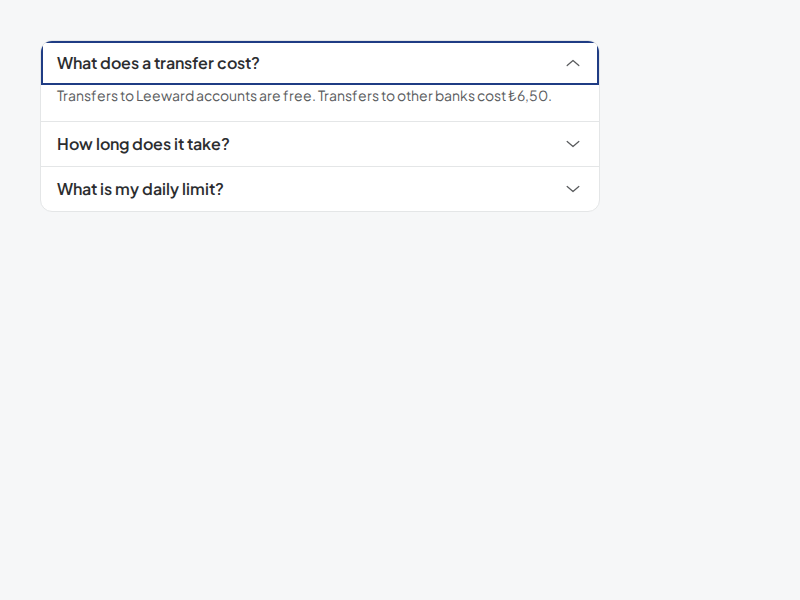 What does a transfer cost?
Transfers to Leeward accounts are free. Transfers to other banks cost ₺6,50.
How long does it take?
What is my daily limit?